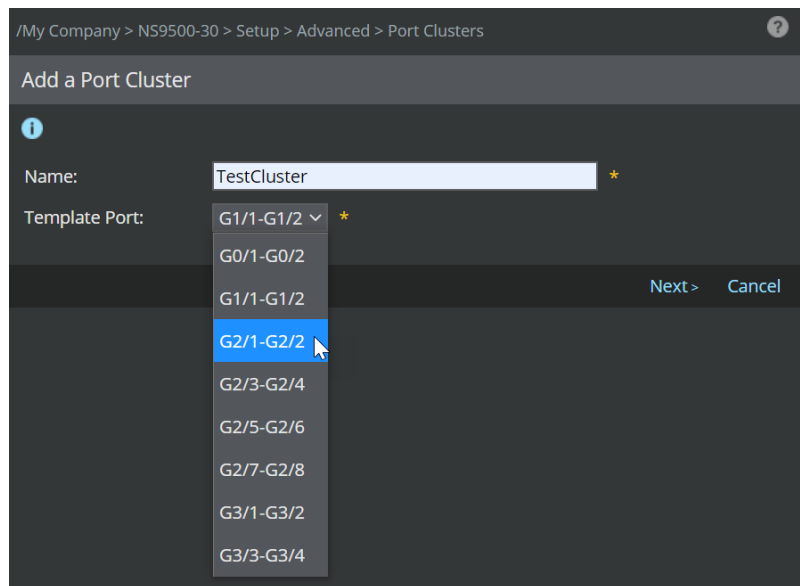 /My Company > NS9500-30 > Setup > Advanced > Port Clusters
Add a Port Cluster
Name: TestCluster *
Template Port: G1/1-G1/2 *
G0/1-G0/2
G1/1-G1/2
Next > Cancel
G2/1-G2/2
G2/3-G2/4
G2/5-G2/6
G2/7-G2/8
G3/1-G3/2
G3/3-G3/4